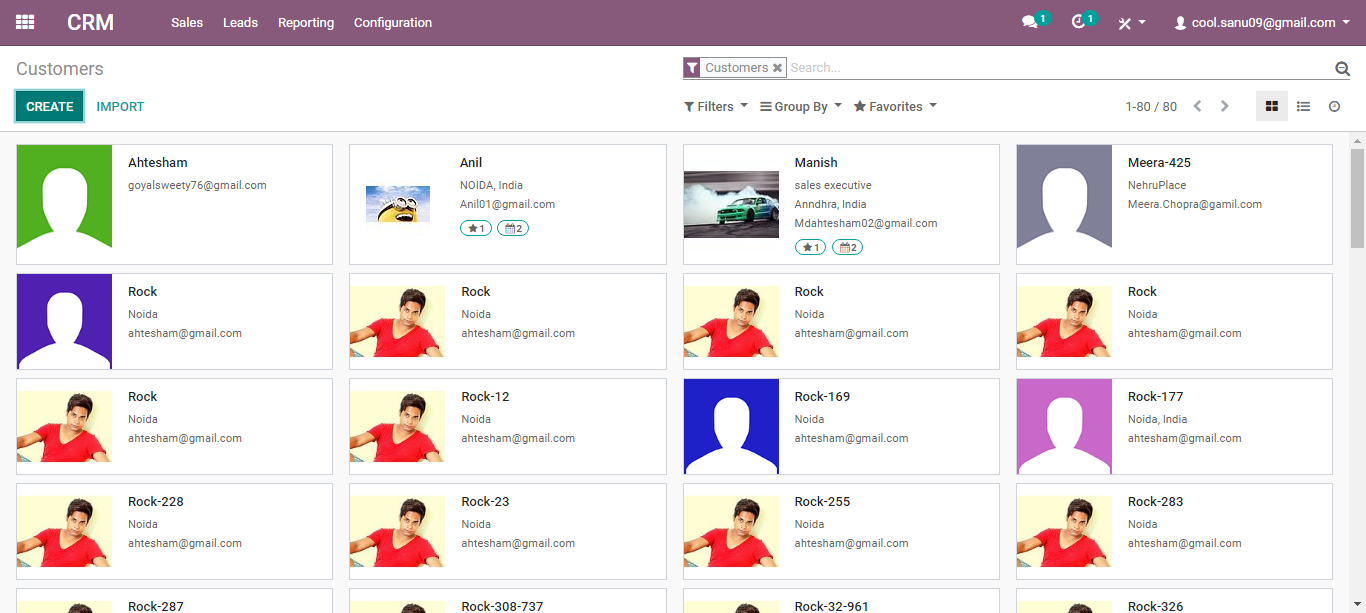 CRM Sales Leads Reporting Configuration 1 1 cool.sanu09@gmail.com
Customers
Customers Search...
CREATE IMPORT
Filters Group By Favorites 1-80 / 80
Ahtesham
goyalsweety76@gmail.com
Anil
NOIDA, India
Anil01@gmail.com
1 2
Manish
sales executive
Anndhra, India
Mdahtesham02@gmail.com
1 2
Meera-425
NehruPlace
Meera.Chopra@gamil.com
Rock
Noida
ahtesham@gmail.com
Rock
Noida
ahtesham@gmail.com
Rock
Noida
ahtesham@gmail.com
Rock
Noida
ahtesham@gmail.com
Rock
Noida
ahtesham@gmail.com
Rock-12
Noida
ahtesham@gmail.com
Rock-169
Noida
ahtesham@gmail.com
Rock-177
Noida, India
ahtesham@gmail.com
Rock-228
Noida
ahtesham@gmail.com
Rock-23
Noida
ahtesham@gmail.com
Rock-255
Noida
ahtesham@gmail.com
Rock-283
Noida
ahtesham@gmail.com
Rock-287
Rock-308-737
Rock-32-961
Rock-326